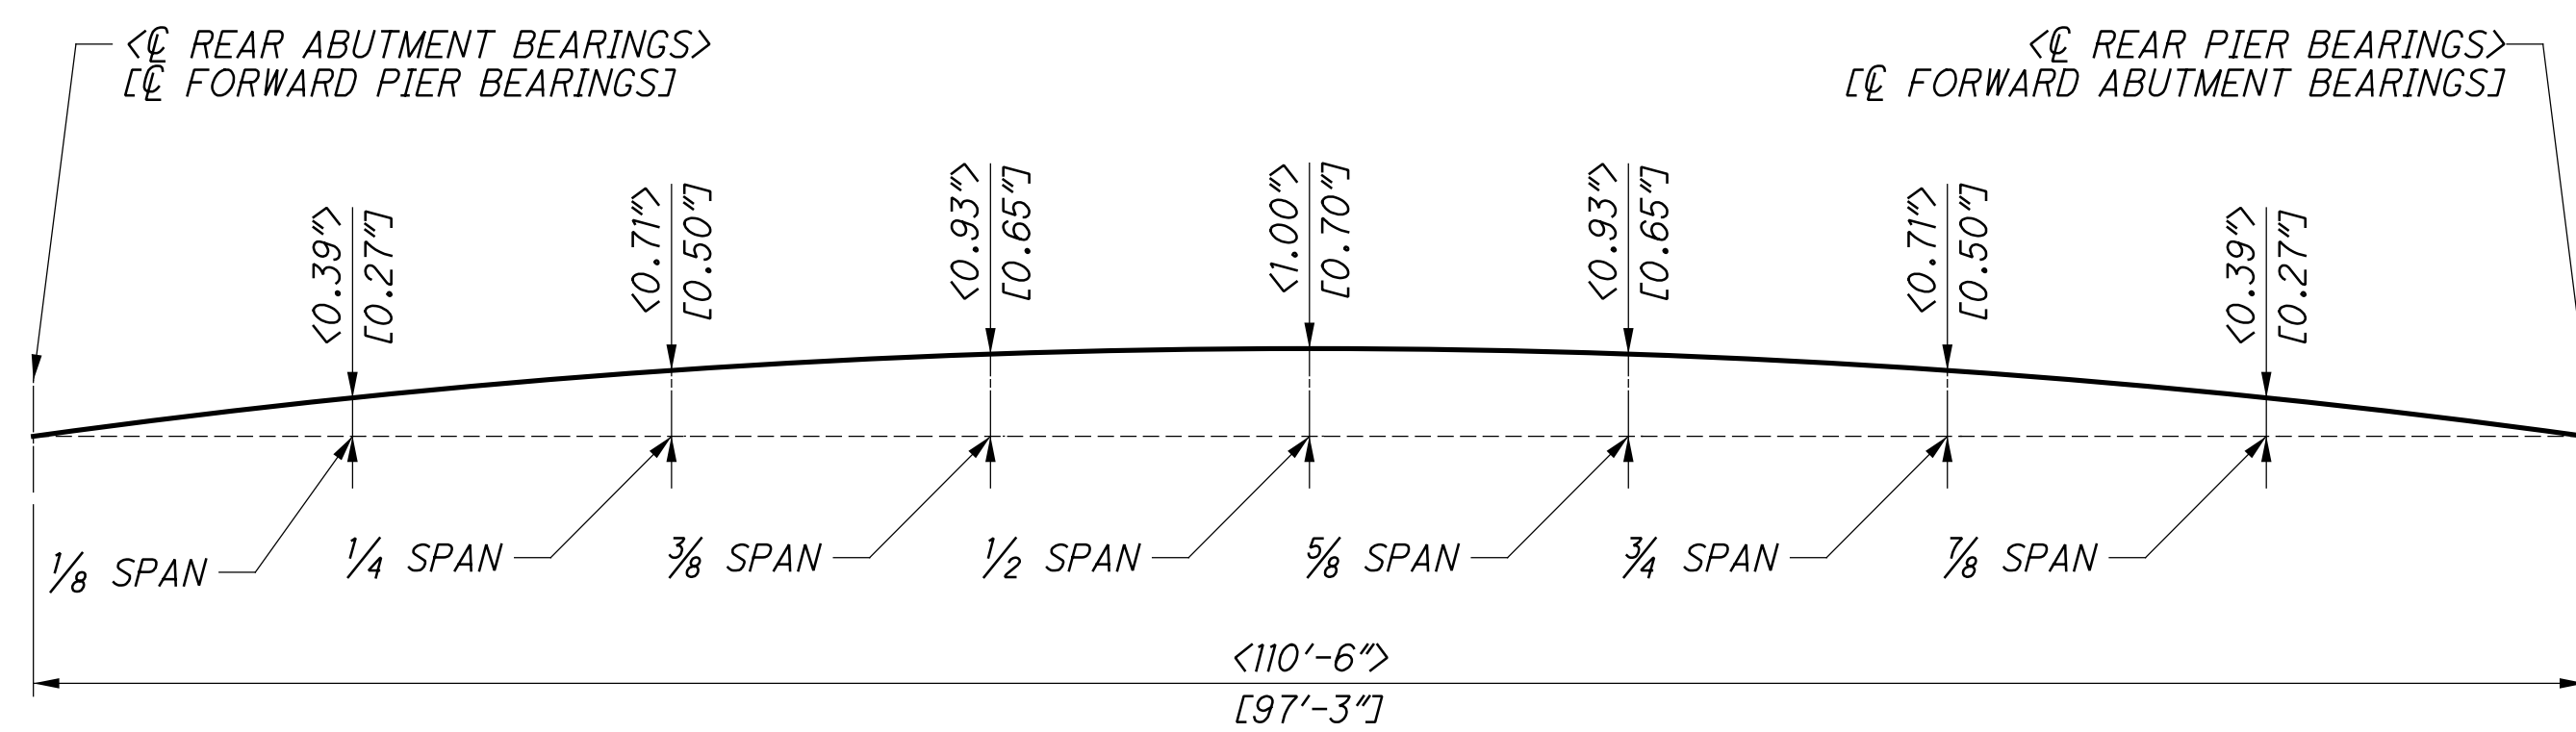 <℄ REAR ABUTMENT BEARINGS>
[℄ FORWARD PIER BEARINGS]
<℄ REAR PIER BEARINGS>
[℄ FORWARD ABUTMENT BEARINGS]
<0.39">
[0.27"]
<0.71">
[0.50"]
<0.93">
[0.65"]
<1.00">
[0.70"]
<0.93">
[0.65"]
<0.71">
[0.50"]
<0.39">
[0.27"]
1/8 SPAN
1/4 SPAN
3/8 SPAN
1/2 SPAN
5/8 SPAN
3/4 SPAN
7/8 SPAN
<110'-6">
[97'-3"]